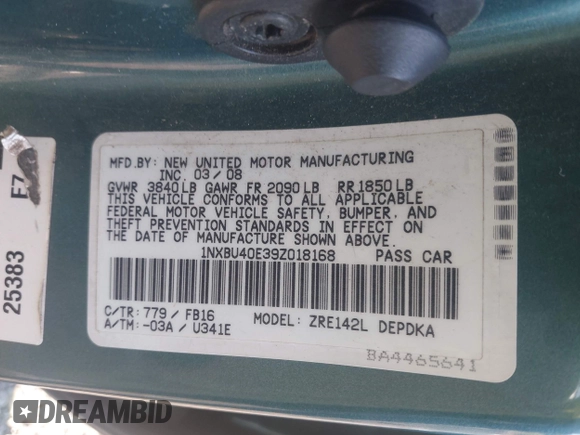 MFD.BY: NEW UNITED MOTOR MANUFACTURING
INC. 03/08
GVWR 3840LB GAWR FR 2090LB RR1850LB
THIS VEHICLE CONFORMS TO ALL APPLICABLE
FEDERAL MOTOR VEHICLE SAFETY, BUMPER, AND
THEFT PREVENTION STANDARDS IN EFFECT ON
THE DATE OF MANUFACTURE SHOWN ABOVE.
1NXBU40E39Z018168 PASS CAR
C/TR: 779 / FB16
A/TM: -03A / U341E
MODEL: ZRE142L DEPDKA
BA4465641
25383
F7
DREAMBID